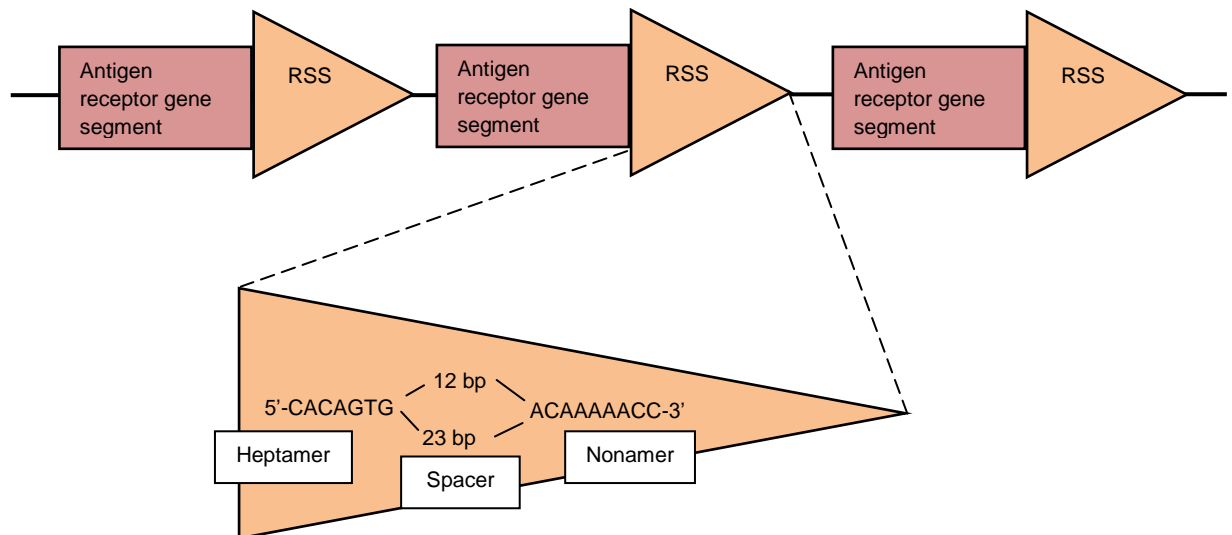 Antigen
receptor gene
segment
RSS
Antigen
receptor gene
segment
RSS
Antigen
receptor gene
segment
RSS
12 bp
5’-CACAGTG
ACAAAAACC-3’
23 bp
Heptamer
Spacer
Nonamer